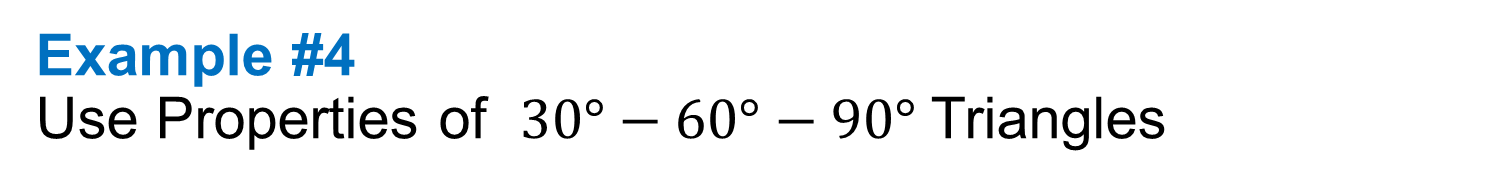 Example #4
Use Properties of 30° − 60° − 90° Triangles